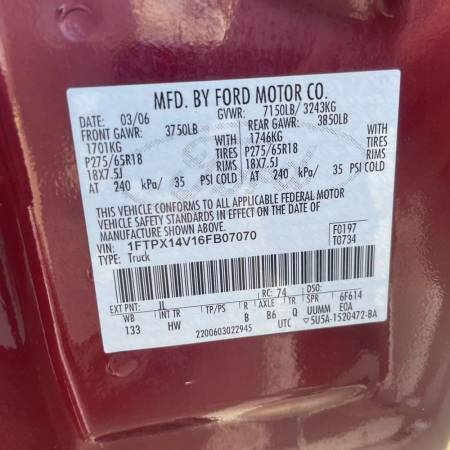 MFD. BY FORD MOTOR CO.
DATE: 03/06 GVWR: 7150LB/ 3243KG
FRONT GAWR: 3750LB REAR GAWR: 3850LB
1701KG 1746KG
P275/65R18 TIRES P275/65R18 TIRES
18X7.5J RIMS 18X7.5J RIMS
AT 240 kPa/ 35 PSI COLD AT 240 kPa/ 35 PSI COLD
THIS VEHICLE CONFORMS TO ALL APPLICABLE FEDERAL MOTOR
VEHICLE SAFETY STANDARDS IN EFFECT ON THE DATE OF
MANUFACTURE SHOWN ABOVE.
VIN: 1FTPX14V16FB07070 F0197
TYPE: Truck T0734
EXT PNT: JL RC: 74 DSO:
WB INT TR TP/PS R AXLE TR SPR 6F614
133 HW B B6 Q UUMM E0A
2200603022945 UTC 5U5A-1520472-BA
Ford